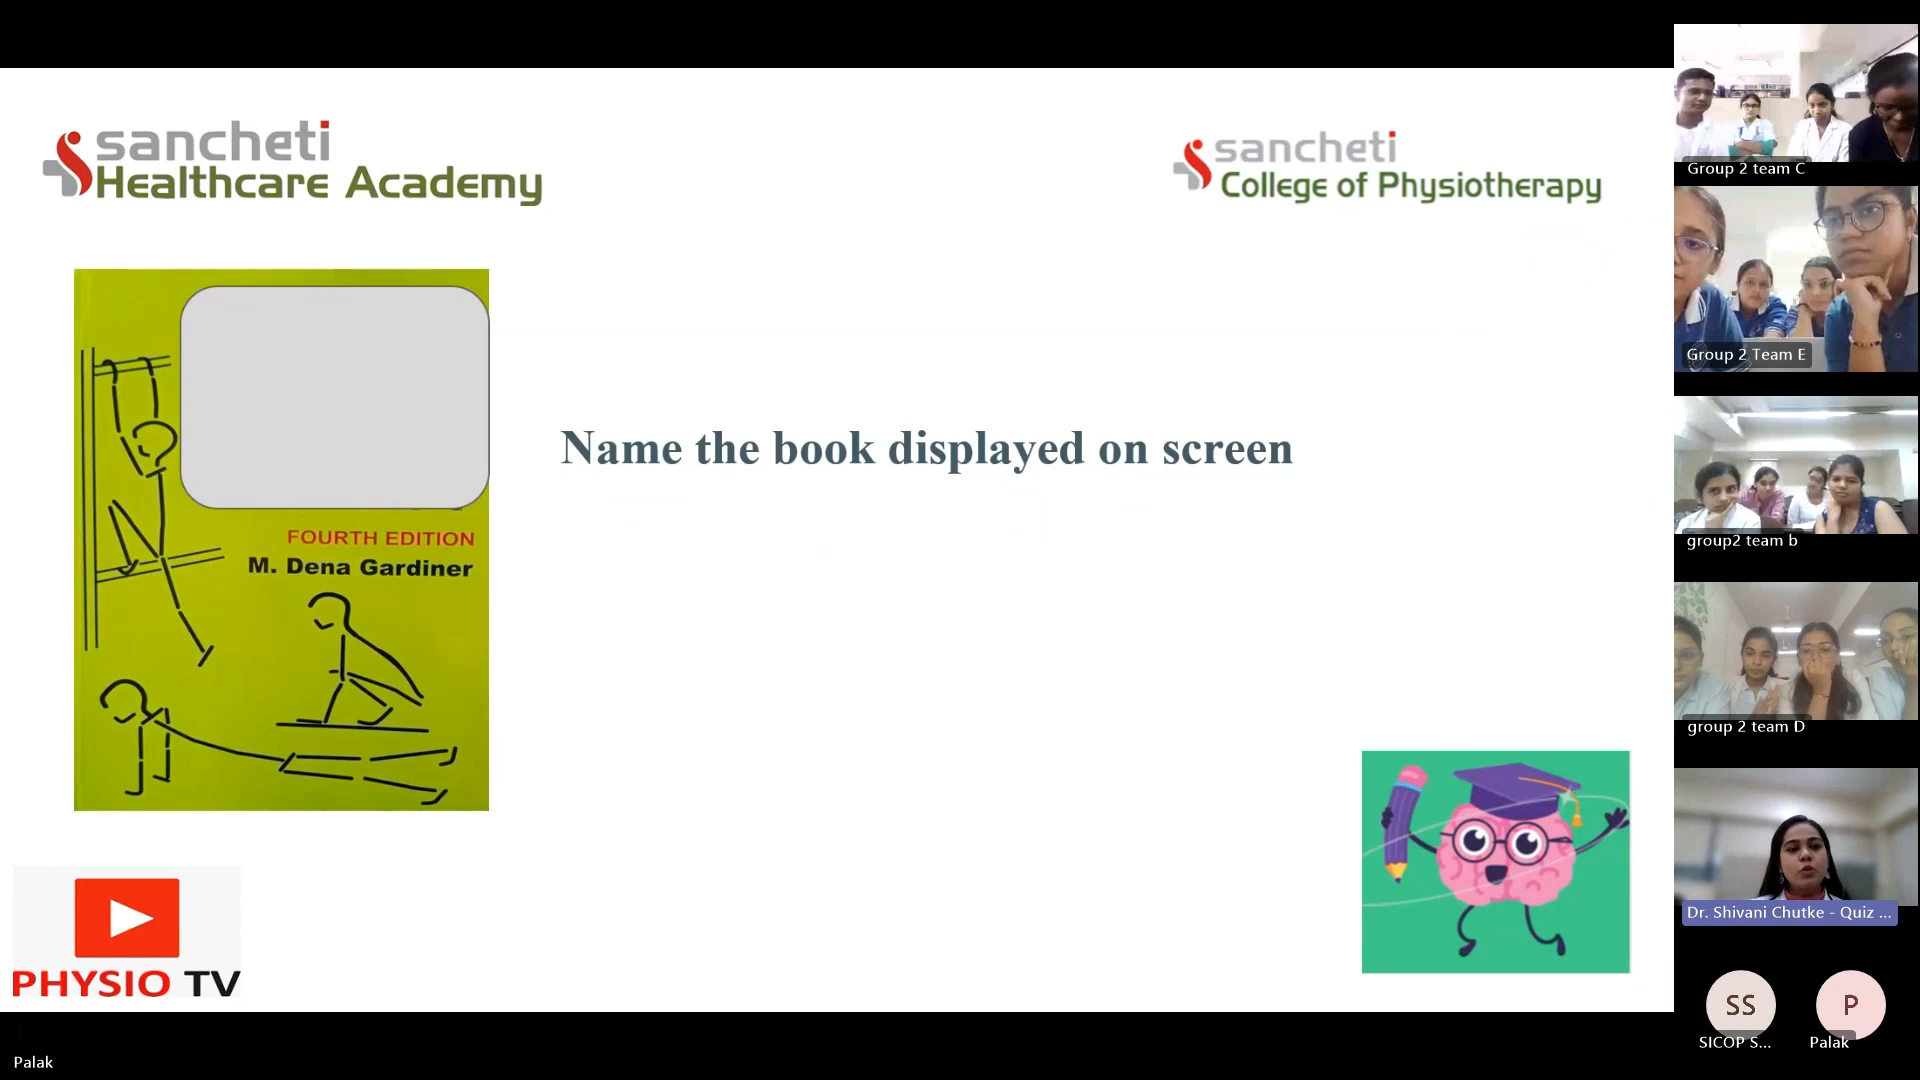 sancheti
Healthcare Academy
sancheti
College of Physiotherapy
FOURTH EDITION
M. Dena Gardiner
Name the book displayed on screen
PHYSIO TV
Group 2 team C
Group 2 Team E
group2 team b
group 2 team D
Dr. Shivani Chutke - Quiz ...
SS
SICOP S...
P
Palak
Palak